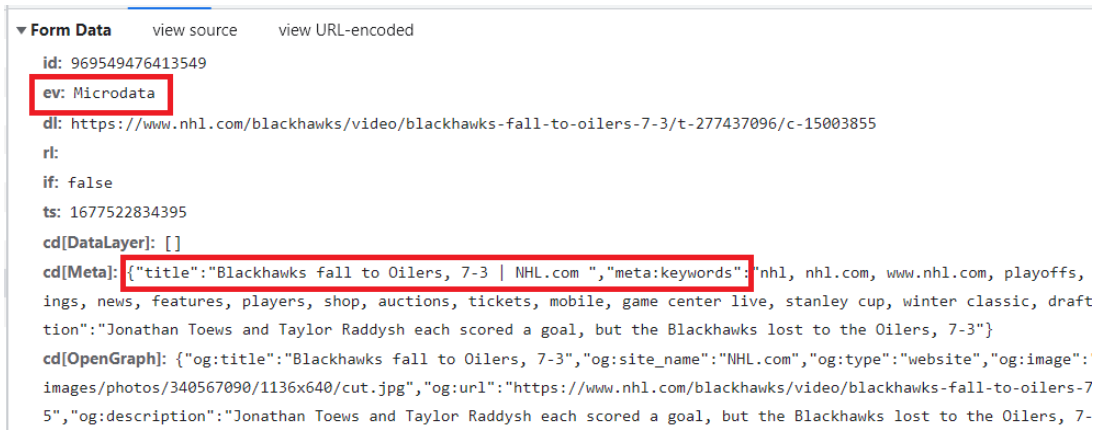 ▼Form Data view source view URL-encoded
id: 969549476413549
ev: Microdata
dl: https://www.nhl.com/blackhawks/video/blackhawks-fall-to-oilers-7-3/t-277437096/c-15003855
rl:
if: false
ts: 1677522834395
cd[DataLayer]: []
cd[Meta]: {"title":"Blackhawks fall to Oilers, 7-3 | NHL.com ","meta:keywords":"nhl, nhl.com, www.nhl.com, playoffs,
ings, news, features, players, shop, auctions, tickets, mobile, game center live, stanley cup, winter classic, draft
tion":"Jonathan Toews and Taylor Raddysh each scored a goal, but the Blackhawks lost to the Oilers, 7-3"}
cd[OpenGraph]: {"og:title":"Blackhawks fall to Oilers, 7-3","og:site_name":"NHL.com","og:type":"website","og:image":
images/photos/340567090/1136x640/cut.jpg","og:url":"https://www.nhl.com/blackhawks/video/blackhawks-fall-to-oilers-7
5","og:description":"Jonathan Toews and Taylor Raddysh each scored a goal, but the Blackhawks lost to the Oilers, 7-